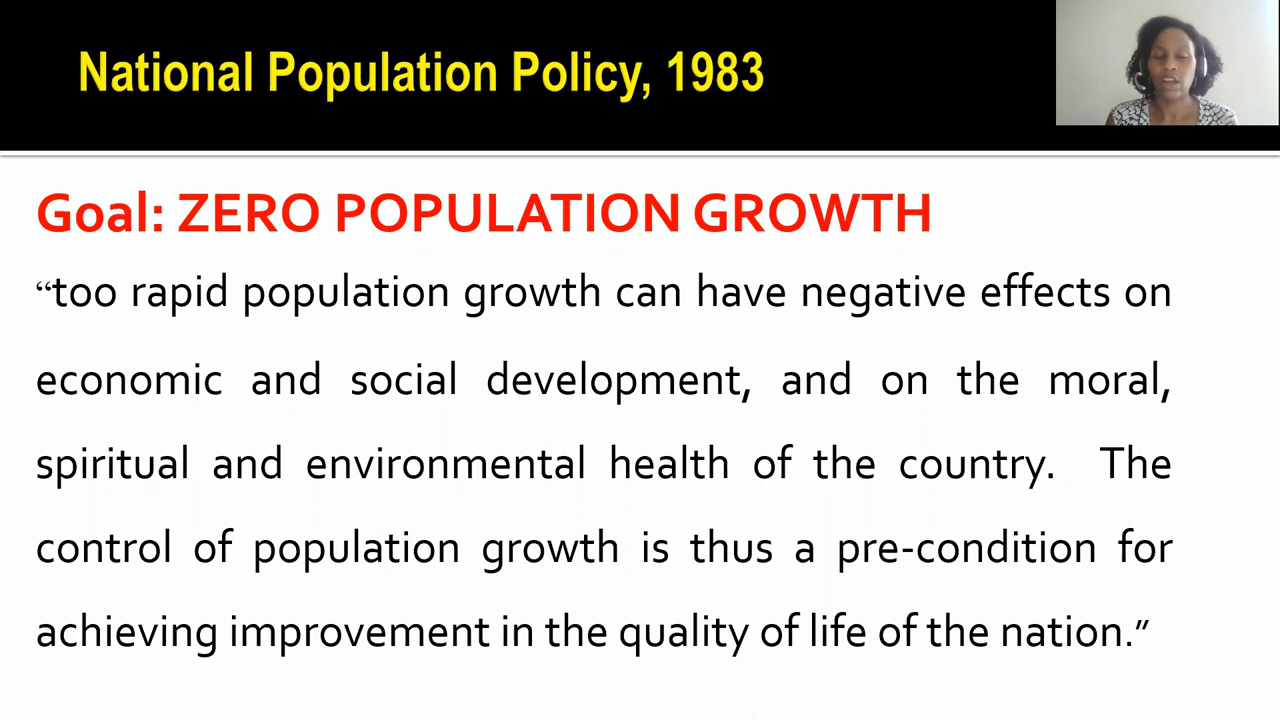 National Population Policy, 1983
Goal: ZERO POPULATION GROWTH
“too rapid population growth can have negative effects on
economic and social development, and on the moral,
spiritual and environmental health of the country. The
control of population growth is thus a pre-condition for
achieving improvement in the quality of life of the nation.”